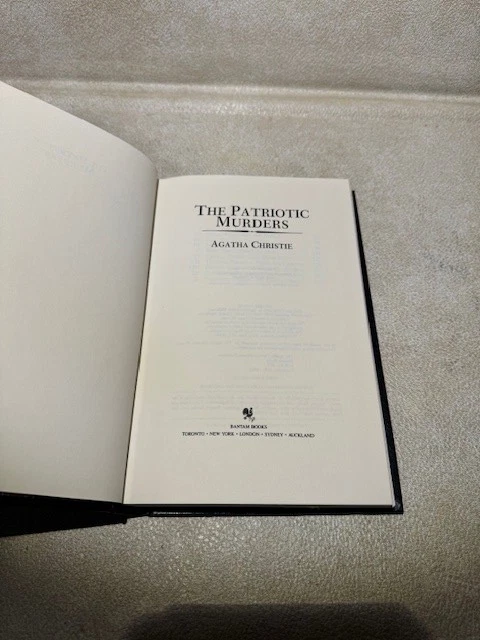 THE PATRIOTIC
MURDERS
AGATHA CHRISTIE
BANTAM BOOKS
TORONTO • NEW YORK • LONDON • SYDNEY • AUCKLAND